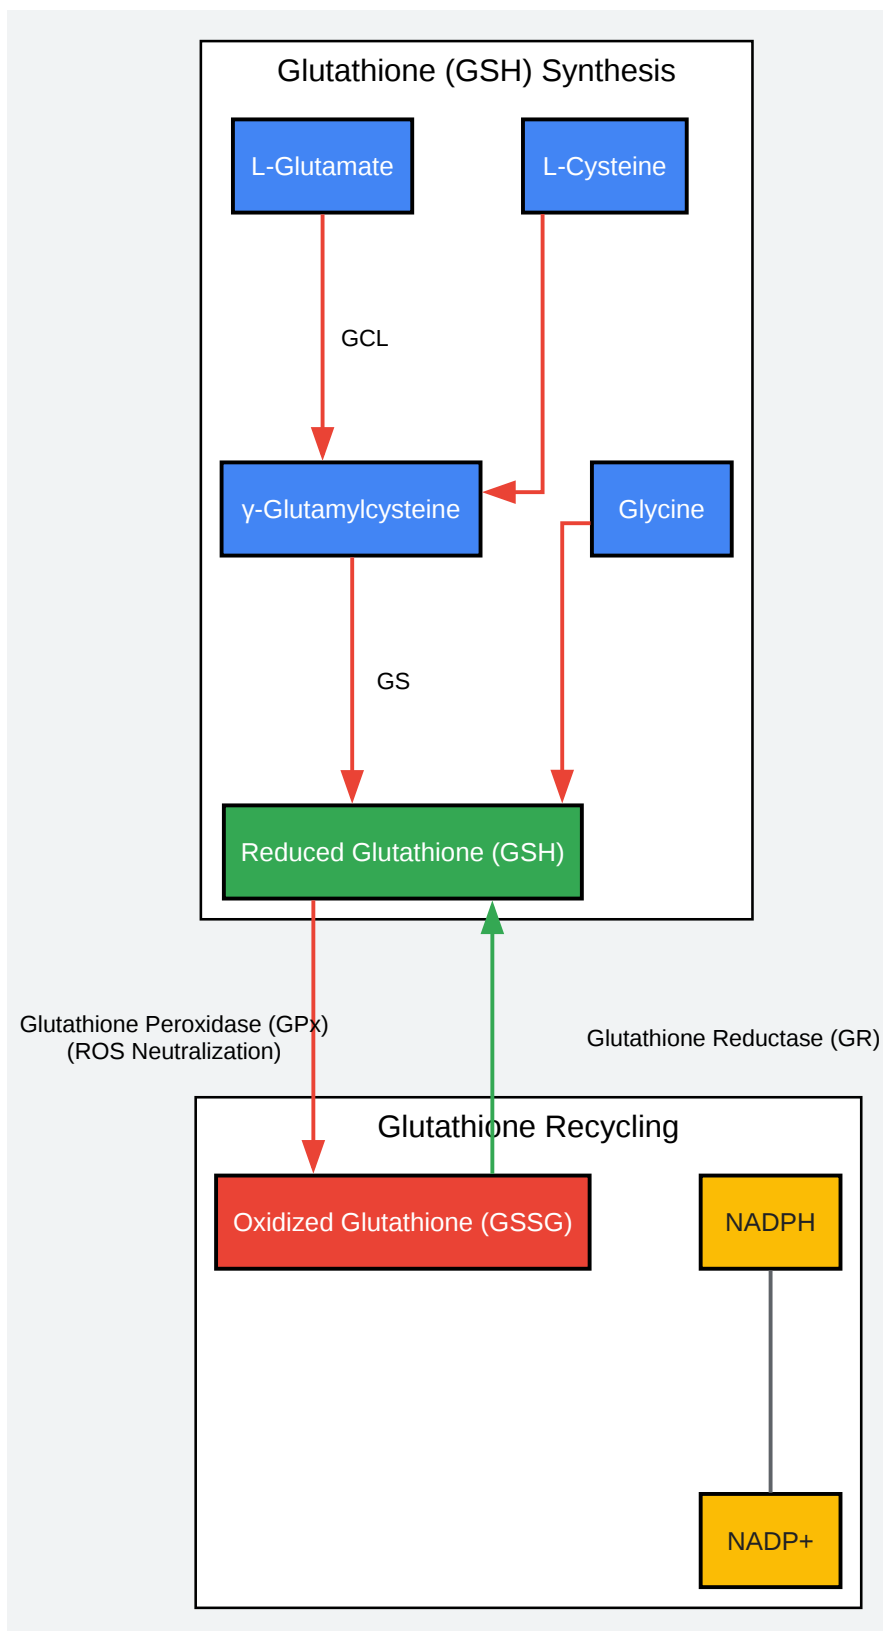 Glutathione (GSH) Synthesis
L-Glutamate
L-Cysteine
GCL
γ-Glutamylcysteine
Glycine
GS
Reduced Glutathione (GSH)
Glutathione Peroxidase (GPx)
(ROS Neutralization)
Glutathione Reductase (GR)
Glutathione Recycling
Oxidized Glutathione (GSSG)
NADPH
NADP+